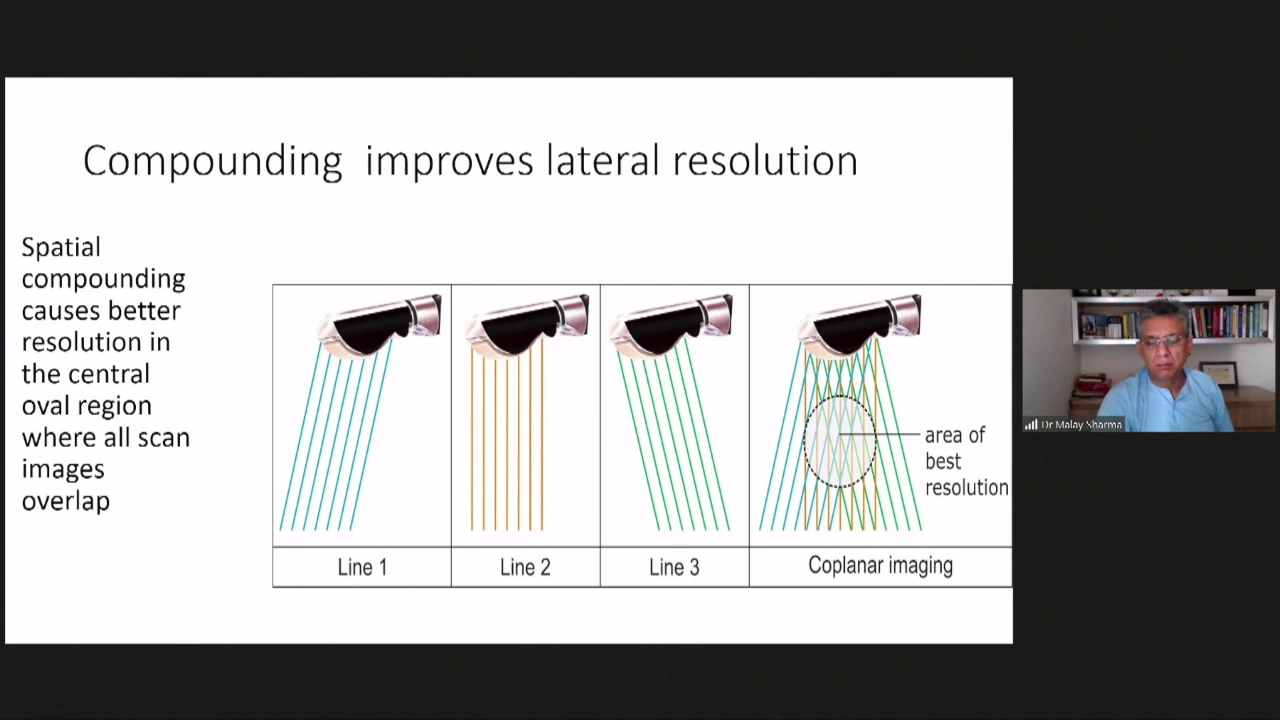 Compounding  improves lateral resolution
Spatial
compounding
causes better
resolution in
the central
oval region
where all scan
images
overlap
area of
best
resolution
Line 1
Line 2
Line 3
Coplanar imaging
Dr Malay Sharma